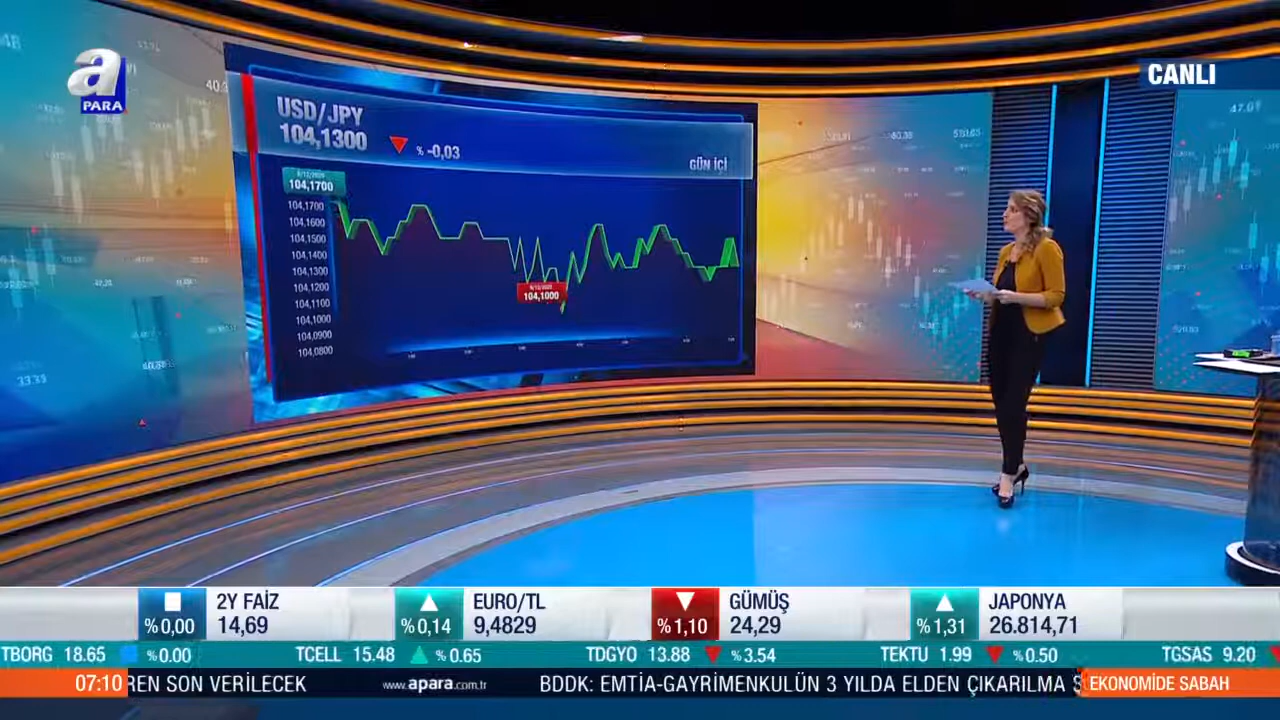 a
PARA
CANLI
USD/JPY
104,1300
% -0,03
GÜN İÇİ
104,1700
104,1700
104,1600
104,1500
104,1400
104,1300
104,1200
104,1100
104,1000
104,0900
104,0800
104,1000
2Y FAİZ
% 0,00 14,69
EURO/TL
% 0,14 9,4829
GÜMÜŞ
% 1,10 24,29
JAPONYA
% 1,31 26.814,71
TBORG 18.65 %0.00 TCELL 15.48 %0.65 TDGYO 13.88 %3.54 TEKTU 1.99 %0.50 TGSAS 9.20
07:10 REN SON VERİLECEK www.apara.com.tr BDDK: EMTİA-GAYRİMENKULÜN 3 YILDA ELDEN ÇIKARILMA EKONOMİDE SABAH